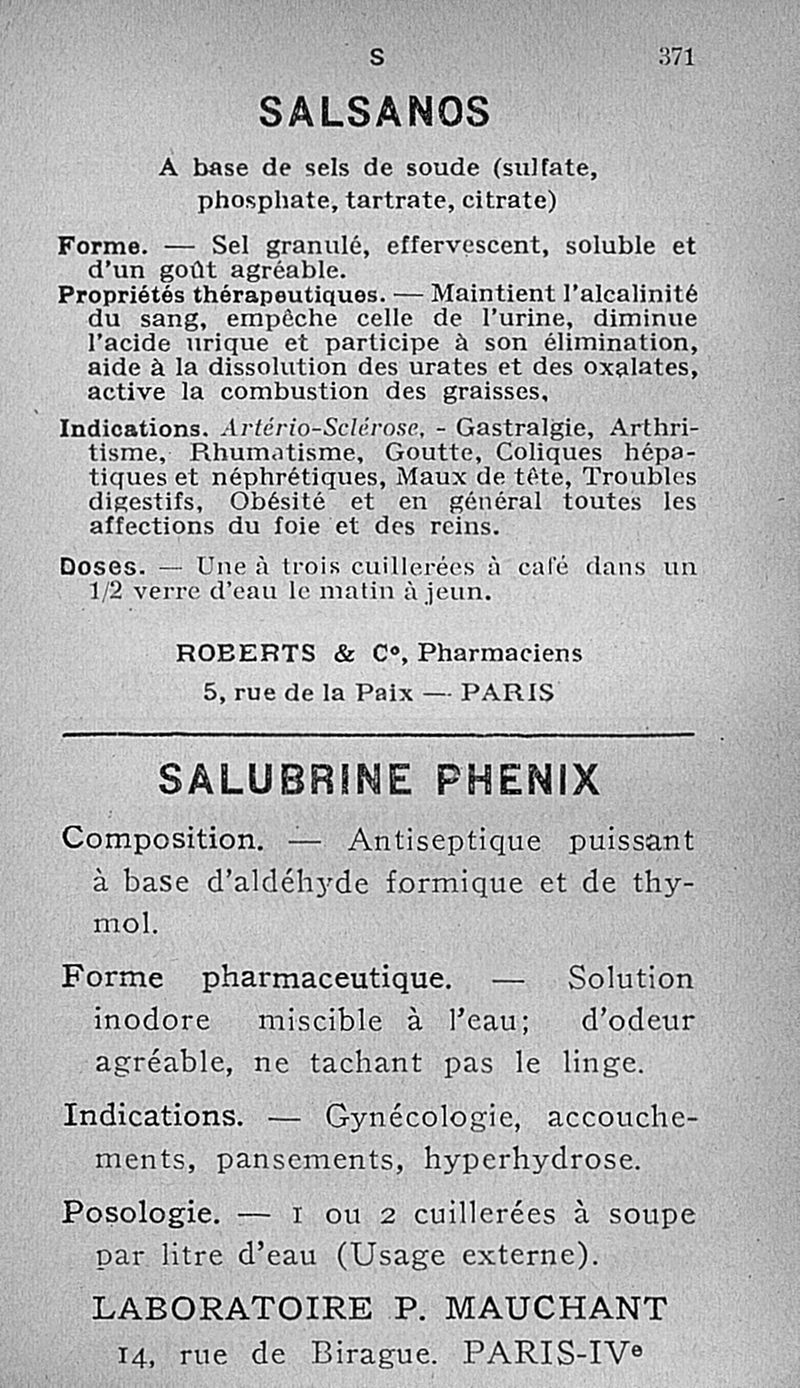 S 371
SALSANOS
A base de sels de soude (sulfate,
phosphate, tartrate, citrate)
Forme. — Sel granulé, effervescent, soluble et
d'un goût agréable.
Propriétés thérapeutiques. — Maintient l'alcalinité
du sang, empêche celle de l'urine, diminue
l'acide urique et participe à son élimination,
aide à la dissolution des urates et des oxalates,
active la combustion des graisses,
Indications. Artério-Sclérose, - Gastralgie, Arthri-
tisme, Rhumatisme, Goutte, Coliques hépa-
tiques et néphrétiques, Maux de tête, Troubles
digestifs, Obésité et en général toutes les
affections du foie et des reins.
Doses. — Une à trois cuillerées à café dans un
1/2 verre d'eau le matin à jeun.
ROBERTS & Cº, Pharmaciens
5, rue de la Paix — PARIS
SALUBRINE PHENIX
Composition. — Antiseptique puissant
à base d'aldéhyde formique et de thy-
mol.
Forme pharmaceutique. — Solution
inodore miscible à l'eau; d'odeur
agréable, ne tachant pas le linge.
Indications. — Gynécologie, accouche-
ments, pansements, hyperhydrose.
Posologie. — 1 ou 2 cuillerées à soupe
par litre d'eau (Usage externe).
LABORATOIRE P. MAUCHANT
14, rue de Birague. PARIS-IVᵉ